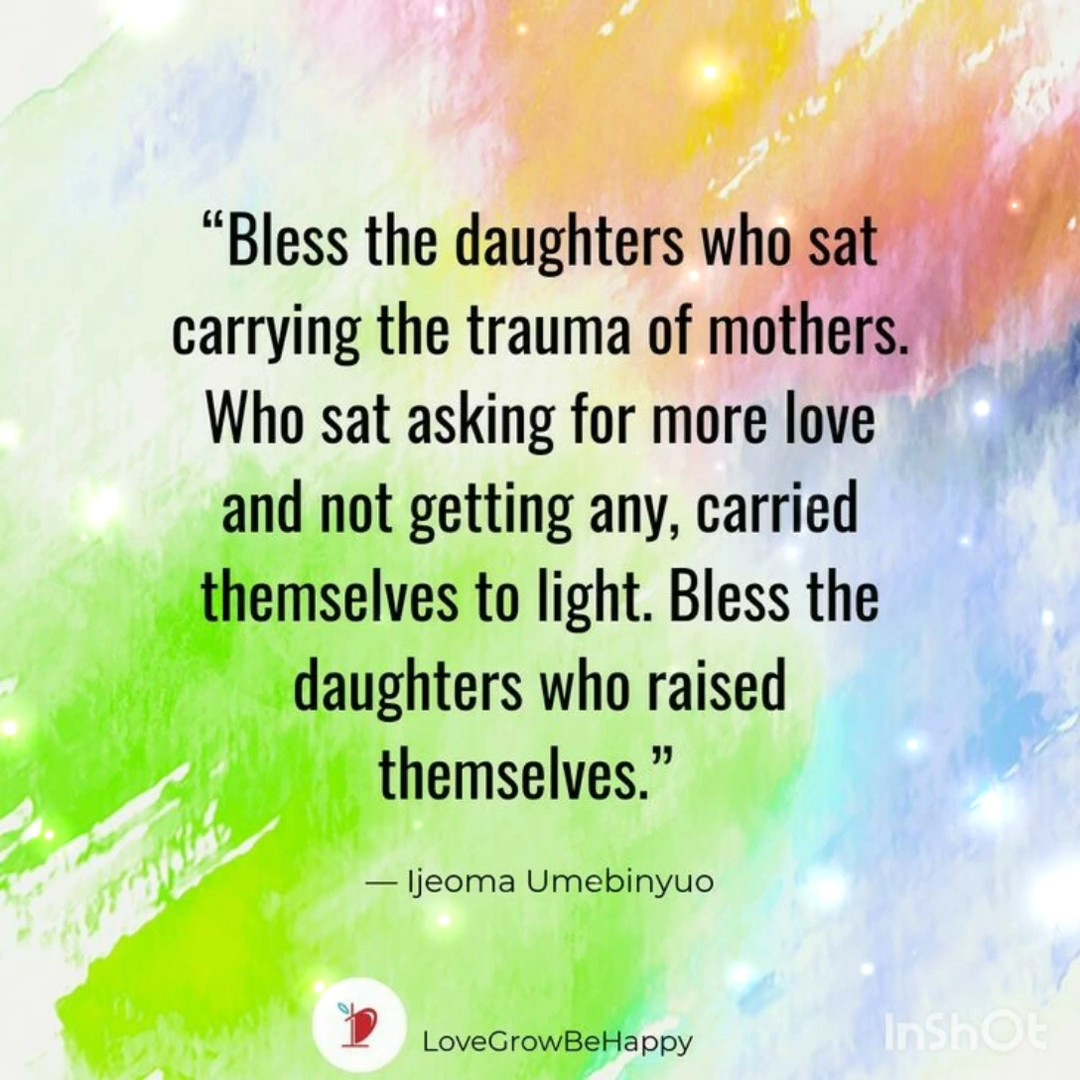 “Bless the daughters who sat
carrying the trauma of mothers.
Who sat asking for more love
and not getting any, carried
themselves to light. Bless the
daughters who raised
themselves.”
— Ijeoma Umebinyuo
LoveGrowBeHappy
InShOt